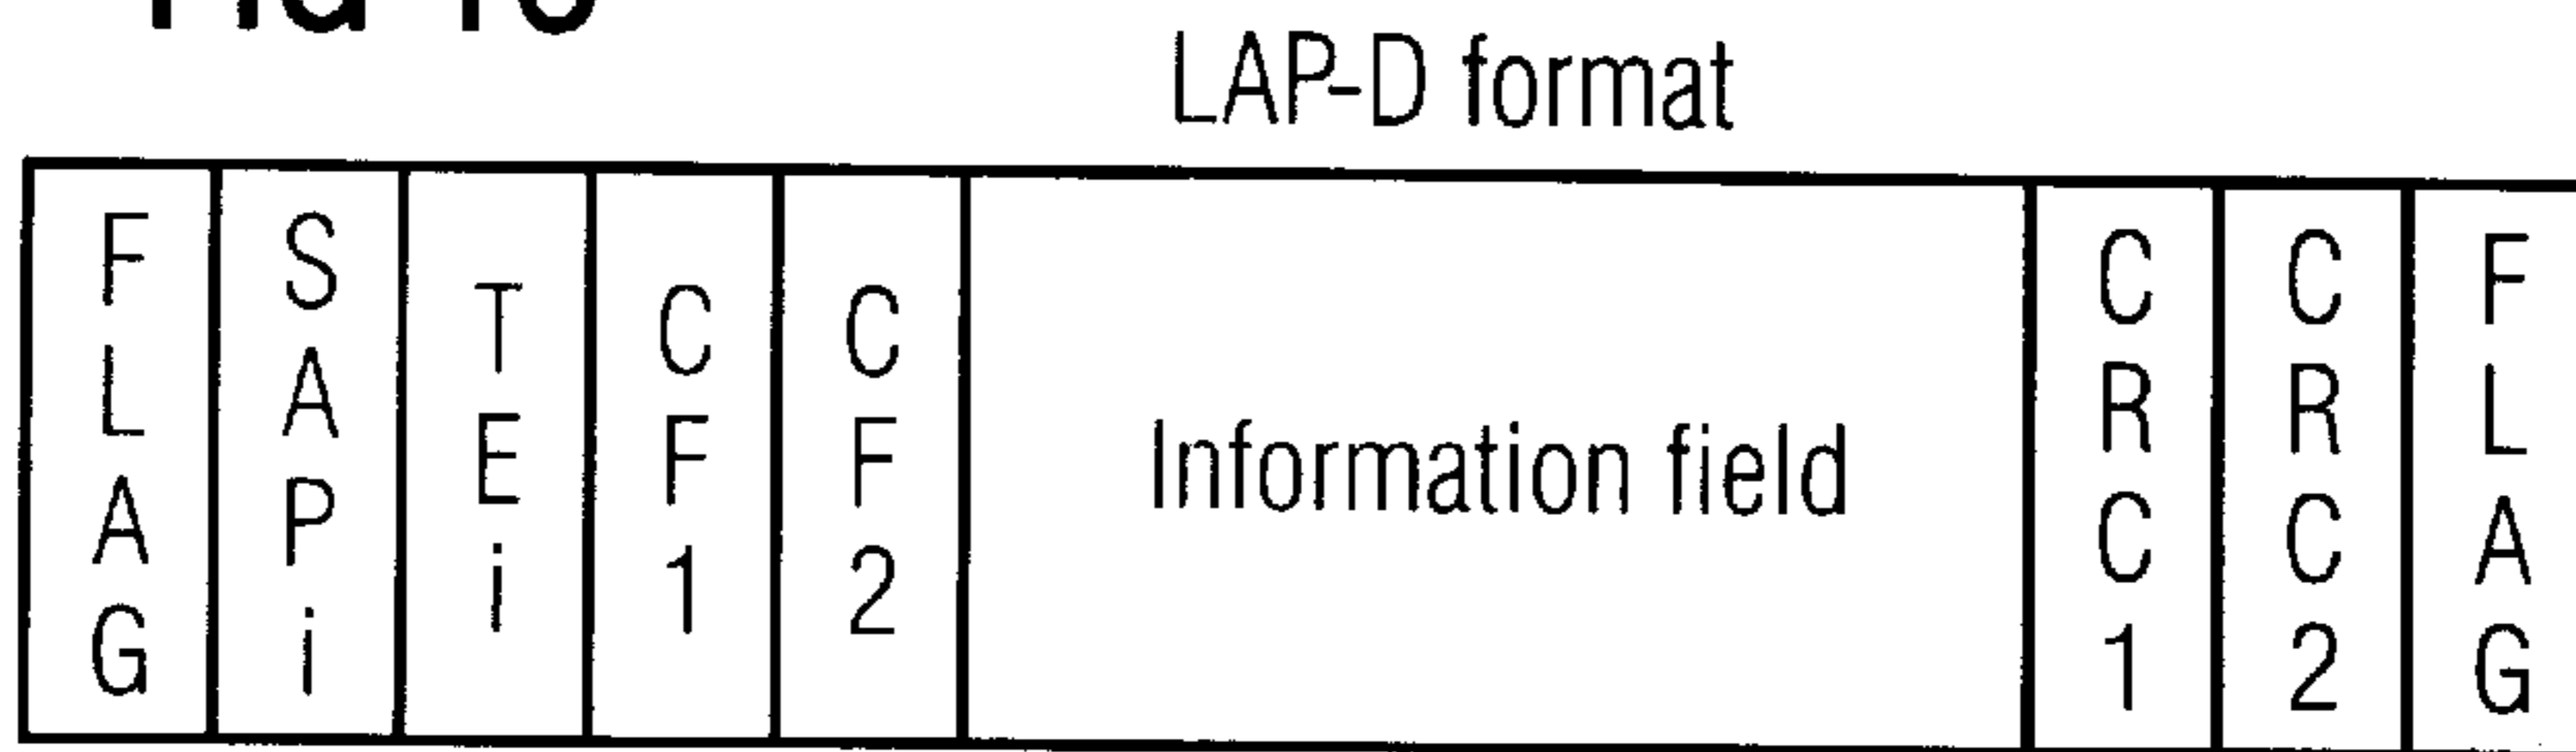 LAP-D format
FLAG
SAPi
TEi
CF1
CF2
Information field
CRC1
CRC2
FLAG